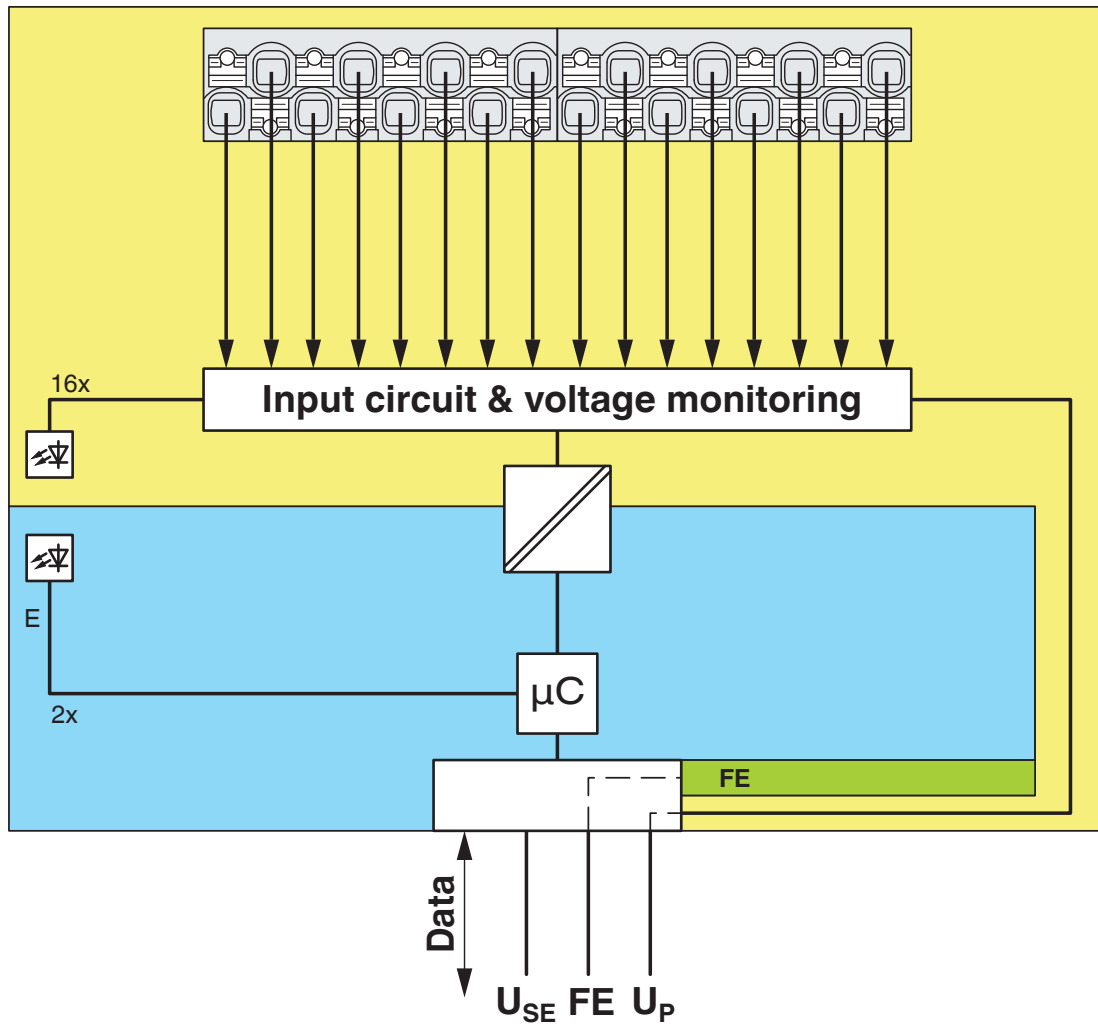 16x
Input circuit & voltage monitoring
E
2x
µC
FE
Data
USE FE UP